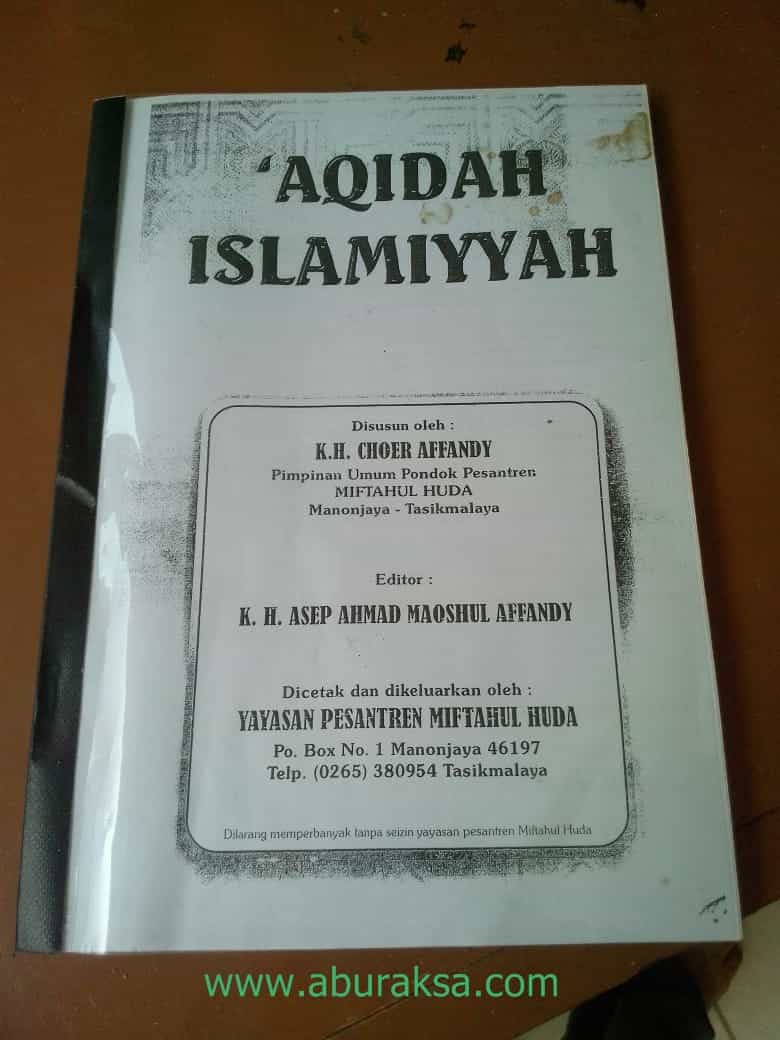 ‘AQIDAH
ISLAMIYYAH
Disusun oleh :
K.H. CHOER AFFANDY
Pimpinan Umum Pondok Pesantren
MIFTAHUL HUDA
Manonjaya - Tasikmalaya
Editor :
K. H. ASEP AHMAD MAOSHUL AFFANDY
Dicetak dan dikeluarkan oleh :
YAYASAN PESANTREN MIFTAHUL HUDA
Po. Box No. 1 Manonjaya 46197
Telp. (0265) 380954 Tasikmalaya
Dilarang memperbanyak tanpa seizin yayasan pesantren Miftahul Huda
www.aburaksa.com